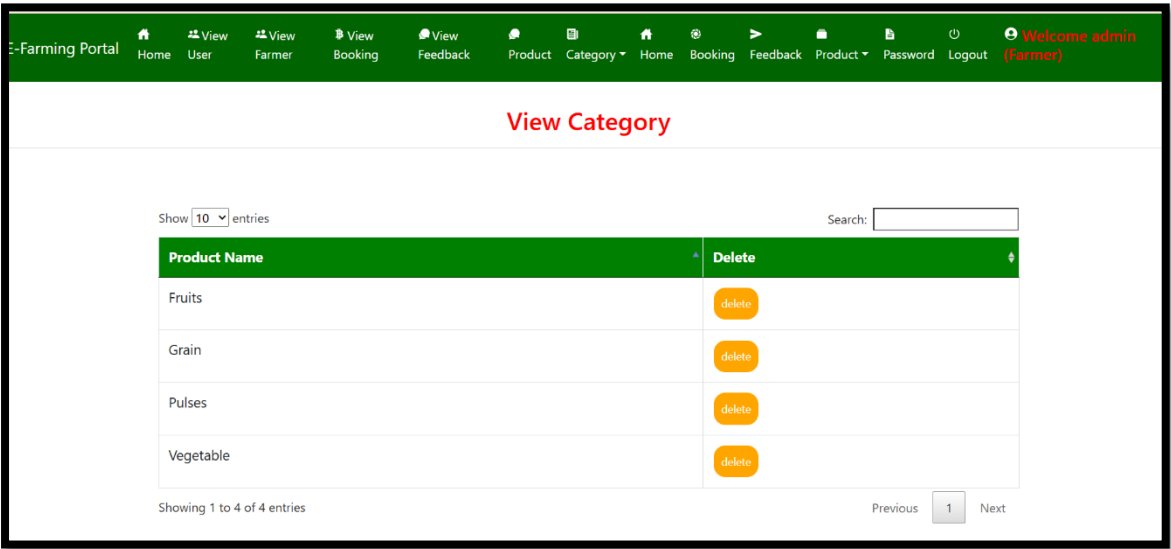 E-Farming Portal
Home
View User
View Farmer
View Booking
View Feedback
Product
Category
Home
Booking
Feedback
Product
Password
Logout
Welcome admin (Farmer)
View Category
Show 10 entries
Search:
Product Name Delete
Fruits delete
Grain delete
Pulses delete
Vegetable delete
Showing 1 to 4 of 4 entries
Previous 1 Next